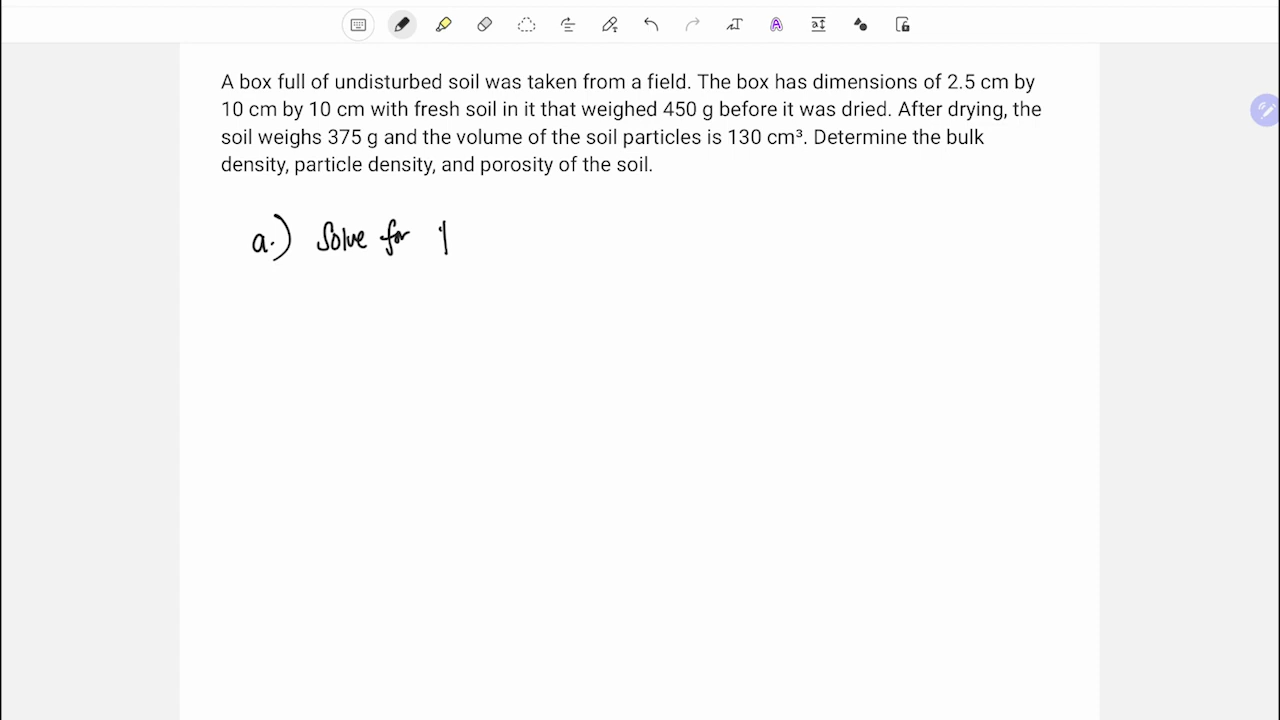 A box full of undisturbed soil was taken from a field. The box has dimensions of 2.5 cm by
10 cm by 10 cm with fresh soil in it that weighed 450 g before it was dried. After drying, the
soil weighs 375 g and the volume of the soil particles is 130 cm³. Determine the bulk
density, particle density, and porosity of the soil.
a.) Solve for